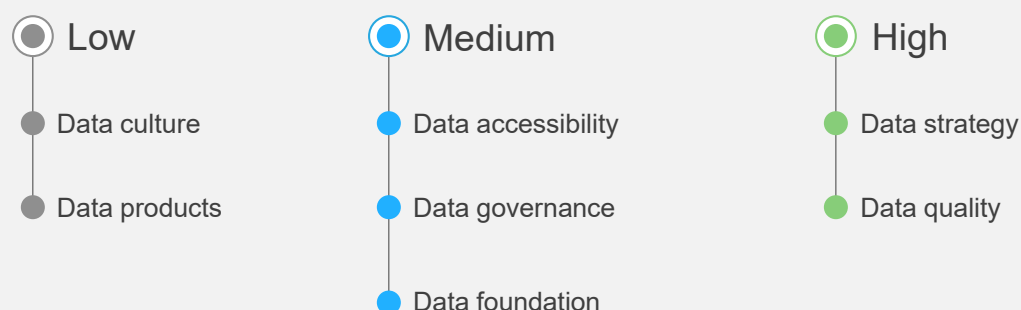 Low
Data culture
Data products
Medium
Data accessibility
Data governance
Data foundation
High
Data strategy
Data quality